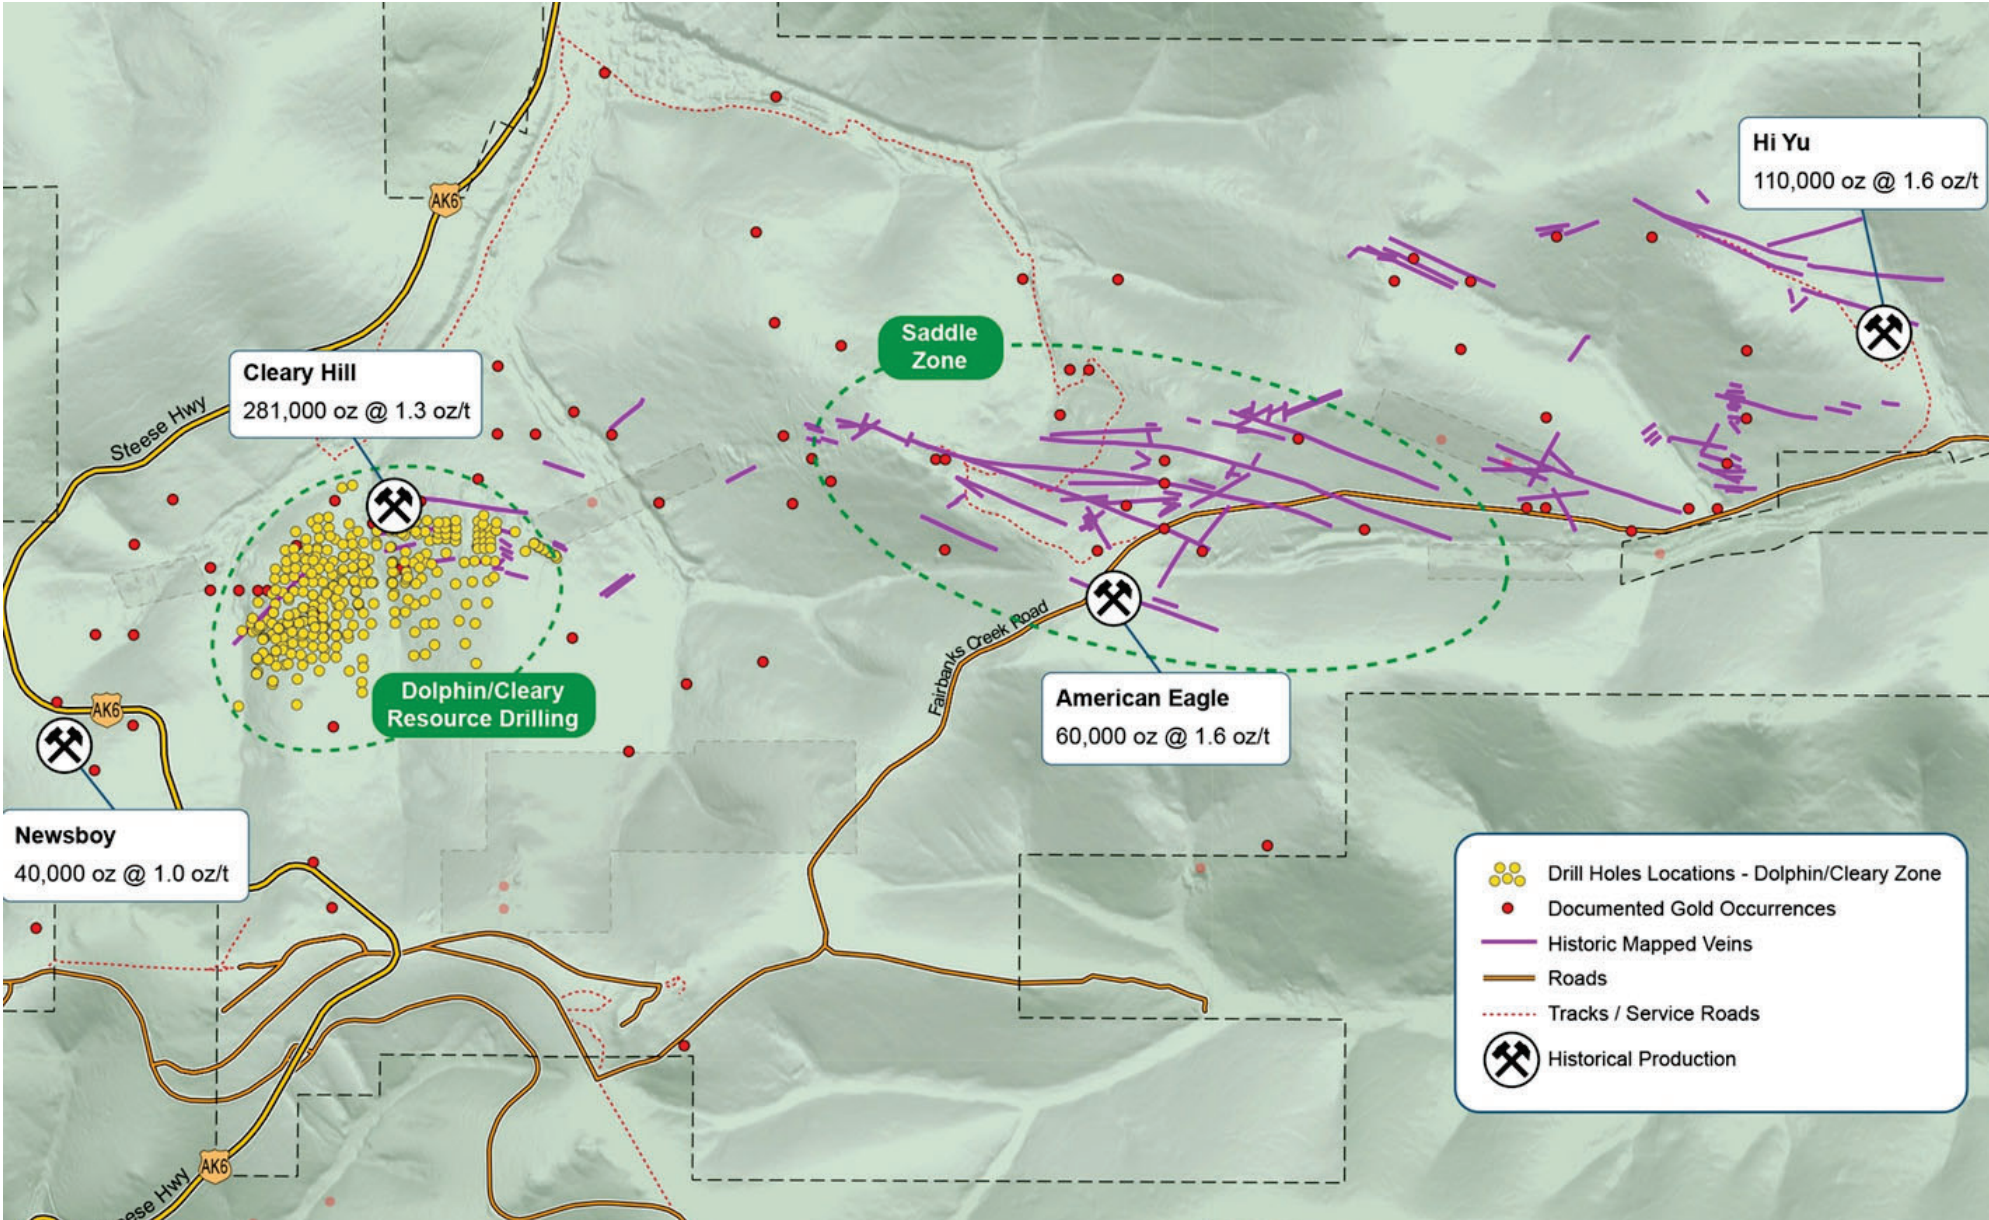 AK6
Hi Yu
110,000 oz @ 1.6 oz/t
Saddle
Zone
Cleary Hill
281,000 oz @ 1.3 oz/t
Steese Hwy
Fairbanks Creek Road
Dolphin/Cleary
Resource Drilling
AK6
American Eagle
60,000 oz @ 1.6 oz/t
Newsboy
40,000 oz @ 1.0 oz/t
Drill Holes Locations - Dolphin/Cleary Zone
Documented Gold Occurrences
Historic Mapped Veins
Roads
Tracks / Service Roads
Historical Production
AK6
eese Hwy